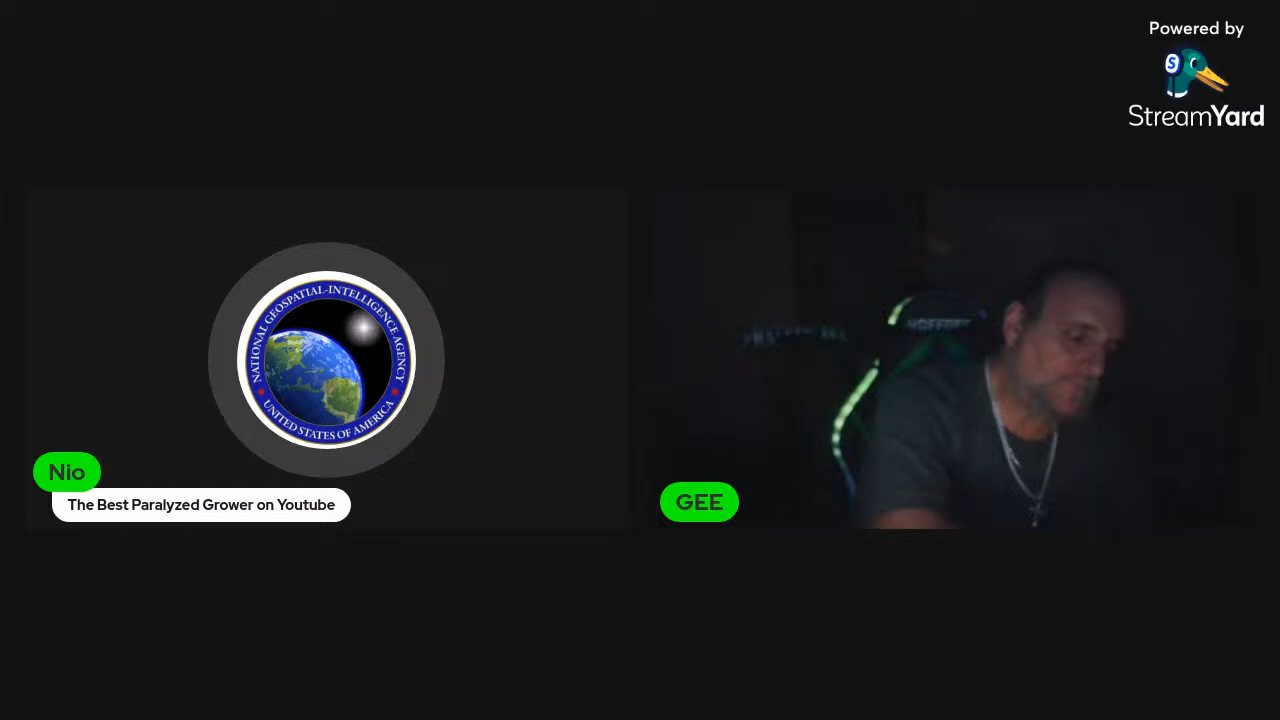 Powered by
StreamYard
NATIONAL GEOSPATIAL-INTELLIGENCE AGENCY
UNITED STATES OF AMERICA
Nio
The Best Paralyzed Grower on Youtube
GEE